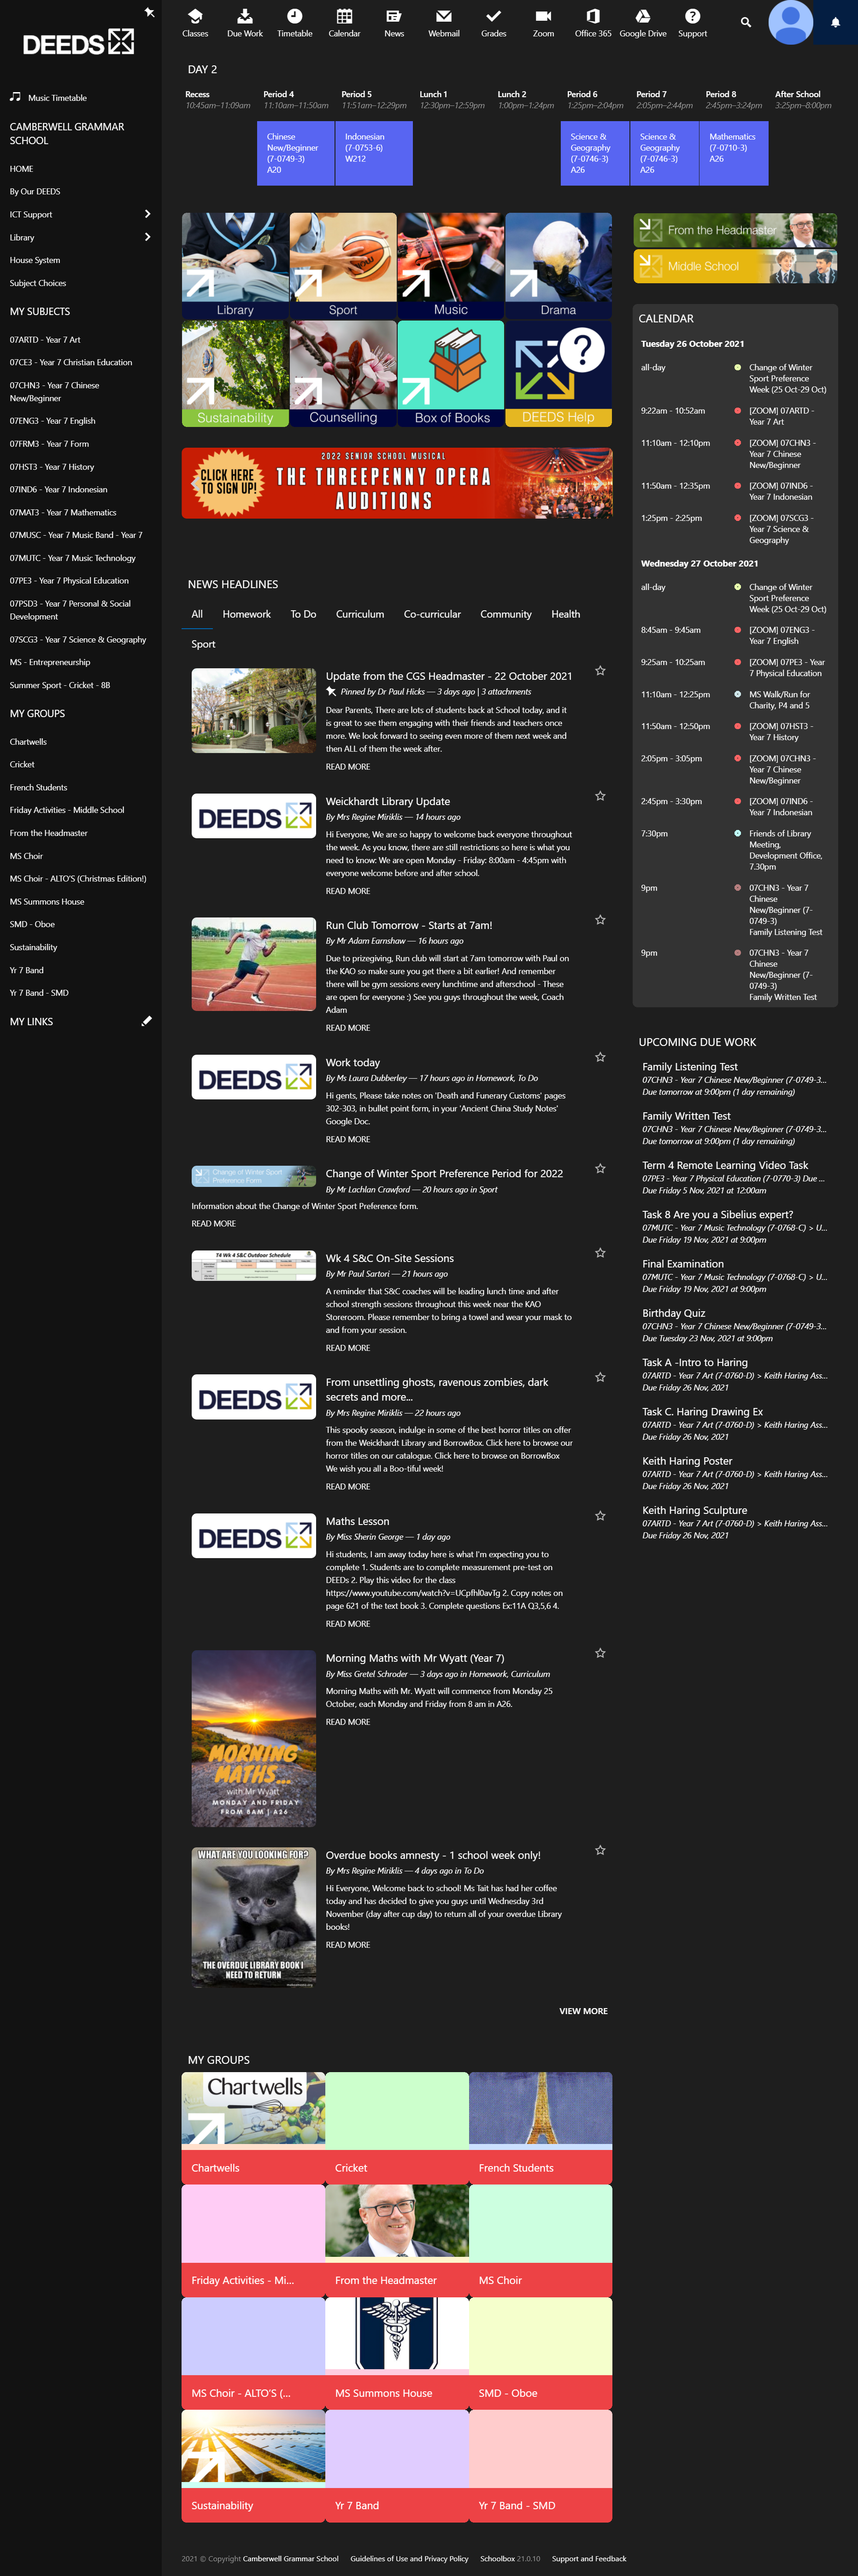 DEEDS
Classes
Due Work
Timetable
Calendar
News
Webmail
Grades
Zoom
Office 365
Google Drive
Support
Music Timetable
CAMBERWELL GRAMMAR
SCHOOL
HOME
By Our DEEDS
ICT Support
Library
House System
Subject Choices
MY SUBJECTS
07ARTD - Year 7 Art
07CE3 - Year 7 Christian Education
07CHN3 - Year 7 Chinese
New/Beginner
07ENG3 - Year 7 English
07FRM3 - Year 7 Form
07HST3 - Year 7 History
07IND6 - Year 7 Indonesian
07MAT3 - Year 7 Mathematics
07MUSC - Year 7 Music Band - Year 7
07MUTC - Year 7 Music Technology
07PE3 - Year 7 Physical Education
07PSD3 - Year 7 Personal & Social
Development
07SCG3 - Year 7 Science & Geography
MS - Entrepreneurship
Summer Sport - Cricket - 8B
MY GROUPS
Chartwells
Cricket
French Students
Friday Activities - Middle School
From the Headmaster
MS Choir
MS Choir - ALTO'S (Christmas Edition!)
MS Summons House
SMD - Oboe
Sustainability
Yr 7 Band
Yr 7 Band - SMD
MY LINKS
DAY 2
Recess
10:45am–11:09am
Period 4
11:10am–11:50am
Period 5
11:51am–12:29pm
Lunch 1
12:30pm–12:59pm
Lunch 2
1:00pm–1:24pm
Period 6
1:25pm–2:04pm
Period 7
2:05pm–2:44pm
Period 8
2:45pm–3:24pm
After School
3:25pm–8:00pm
Chinese
New/Beginner
(7-0749-3)
A20
Indonesian
(7-0753-6)
W212
Science &
Geography
(7-0746-3)
A26
Science &
Geography
(7-0746-3)
A26
Mathematics
(7-0710-3)
A26
Library
Sport
Music
Drama
Sustainability
Counselling
Box of Books
DEEDS Help
CLICK HERE
TO SIGN UP!
2022 SENIOR SCHOOL MUSICAL
THE THREEPENNY OPERA
AUDITIONS
NEWS HEADLINES
All
Homework
To Do
Curriculum
Co-curricular
Community
Health
Sport
Update from the CGS Headmaster - 22 October 2021
Pinned by Dr Paul Hicks — 3 days ago | 3 attachments
Dear Parents, There are lots of students back at School today, and it
is great to see them engaging with their friends and teachers once
more. We look forward to seeing even more of them next week and
then ALL of them the week after.
READ MORE
DEEDS
Weickhardt Library Update
By Mrs Regine Miriklis — 14 hours ago
Hi Everyone, We are so happy to welcome back everyone throughout
the week. As you know, there are still restrictions so here is what you
need to know: We are open Monday - Friday: 8:00am - 4:45pm with
everyone welcome before and after school.
READ MORE
Run Club Tomorrow - Starts at 7am!
By Mr Adam Earnshaw — 16 hours ago
Due to prizegiving, Run club will start at 7am tomorrow with Paul on
the KAO so make sure you get there a bit earlier! And remember
there will be gym sessions every lunchtime and afterschool - These
are open for everyone :) See you guys throughout the week, Coach
Adam
READ MORE
DEEDS
Work today
By Ms Laura Dubberley — 17 hours ago in Homework, To Do
Hi gents, Please take notes on 'Death and Funerary Customs' pages
302-303, in bullet point form, in your 'Ancient China Study Notes'
Google Doc.
READ MORE
Change of Winter Sport
Preference Form
Change of Winter Sport Preference Period for 2022
By Mr Lachlan Crawford — 20 hours ago in Sport
Information about the Change of Winter Sport Preference form.
READ MORE
T4 Wk 4 S&C Outdoor Schedule
Wk 4 S&C On-Site Sessions
By Mr Paul Sartori — 21 hours ago
A reminder that S&C coaches will be leading lunch time and after
school strength sessions throughout this week near the KAO
Storeroom. Please remember to bring a towel and wear your mask to
and from your session.
READ MORE
DEEDS
From unsettling ghosts, ravenous zombies, dark
secrets and more...
By Mrs Regine Miriklis — 22 hours ago
This spooky season, indulge in some of the best horror titles on offer
from the Weickhardt Library and BorrowBox. Click here to browse our
horror titles on our catalogue. Click here to browse on BorrowBox
We wish you all a Boo-tiful week!
READ MORE
DEEDS
Maths Lesson
By Miss Sherin George — 1 day ago
Hi students, I am away today here is what I'm expecting you to
complete 1. Students are to complete measurement pre-test on
DEEDs 2. Play this video for the class
https://www.youtube.com/watch?v=UCpfhl0avTg 2. Copy notes on
page 621 of the text book 3. Complete questions Ex:11A Q3,5,6 4.
READ MORE
MORNING
MATHS...
with Mr Wyatt
MONDAY AND FRIDAY
FROM 8AM | A26
Morning Maths with Mr Wyatt (Year 7)
By Miss Gretel Schroder — 3 days ago in Homework, Curriculum
Morning Maths with Mr. Wyatt will commence from Monday 25
October, each Monday and Friday from 8 am in A26.
READ MORE
WHAT ARE YOU LOOKING FOR?
THE OVERDUE LIBRARY BOOK I
NEED TO RETURN
Overdue books amnesty - 1 school week only!
By Mrs Regine Miriklis — 4 days ago in To Do
Hi Everyone, Welcome back to school! Ms Tait has had her coffee
today and has decided to give you guys until Wednesday 3rd
November (day after cup day) to return all of your overdue Library
books!
READ MORE
VIEW MORE
MY GROUPS
Chartwells
Chartwells
Cricket
French Students
Friday Activities - Mi...
From the Headmaster
MS Choir
MS Choir - ALTO'S (...
MS Summons House
SMD - Oboe
Sustainability
Yr 7 Band
Yr 7 Band - SMD
From the Headmaster
Middle School
CALENDAR
Tuesday 26 October 2021
all-day
Change of Winter
Sport Preference
Week (25 Oct-29 Oct)
9:22am - 10:52am
[ZOOM] 07ARTD -
Year 7 Art
11:10am - 12:10pm
[ZOOM] 07CHN3 -
Year 7 Chinese
New/Beginner
11:50am - 12:35pm
[ZOOM] 07IND6 -
Year 7 Indonesian
1:25pm - 2:25pm
[ZOOM] 07SCG3 -
Year 7 Science &
Geography
Wednesday 27 October 2021
all-day
Change of Winter
Sport Preference
Week (25 Oct-29 Oct)
8:45am - 9:45am
[ZOOM] 07ENG3 -
Year 7 English
9:25am - 10:25am
[ZOOM] 07PE3 - Year
7 Physical Education
11:10am - 12:25pm
MS Walk/Run for
Charity, P4 and 5
11:50am - 12:50pm
[ZOOM] 07HST3 -
Year 7 History
2:05pm - 3:05pm
[ZOOM] 07CHN3 -
Year 7 Chinese
New/Beginner
2:45pm - 3:30pm
[ZOOM] 07IND6 -
Year 7 Indonesian
7:30pm
Friends of Library
Meeting,
Development Office,
7.30pm
9pm
07CHN3 - Year 7
Chinese
New/Beginner (7-
0749-3)
Family Listening Test
9pm
07CHN3 - Year 7
Chinese
New/Beginner (7-
0749-3)
Family Written Test
UPCOMING DUE WORK
Family Listening Test
07CHN3 - Year 7 Chinese New/Beginner (7-0749-3...
Due tomorrow at 9:00pm (1 day remaining)
Family Written Test
07CHN3 - Year 7 Chinese New/Beginner (7-0749-3...
Due tomorrow at 9:00pm (1 day remaining)
Term 4 Remote Learning Video Task
07PE3 - Year 7 Physical Education (7-0770-3) Due ...
Due Friday 5 Nov, 2021 at 12:00am
Task 8 Are you a Sibelius expert?
07MUTC - Year 7 Music Technology (7-0768-C) > U...
Due Friday 19 Nov, 2021 at 9:00pm
Final Examination
07MUTC - Year 7 Music Technology (7-0768-C) > U...
Due Friday 19 Nov, 2021 at 9:00pm
Birthday Quiz
07CHN3 - Year 7 Chinese New/Beginner (7-0749-3...
Due Tuesday 23 Nov, 2021 at 9:00pm
Task A -Intro to Haring
07ARTD - Year 7 Art (7-0760-D) > Keith Haring Ass...
Due Friday 26 Nov, 2021
Task C. Haring Drawing Ex
07ARTD - Year 7 Art (7-0760-D) > Keith Haring Ass...
Due Friday 26 Nov, 2021
Keith Haring Poster
07ARTD - Year 7 Art (7-0760-D) > Keith Haring Ass...
Due Friday 26 Nov, 2021
Keith Haring Sculpture
07ARTD - Year 7 Art (7-0760-D) > Keith Haring Ass...
Due Friday 26 Nov, 2021
2021 © Copyright Camberwell Grammar School
Guidelines of Use and Privacy Policy
Schoolbox 21.0.10
Support and Feedback